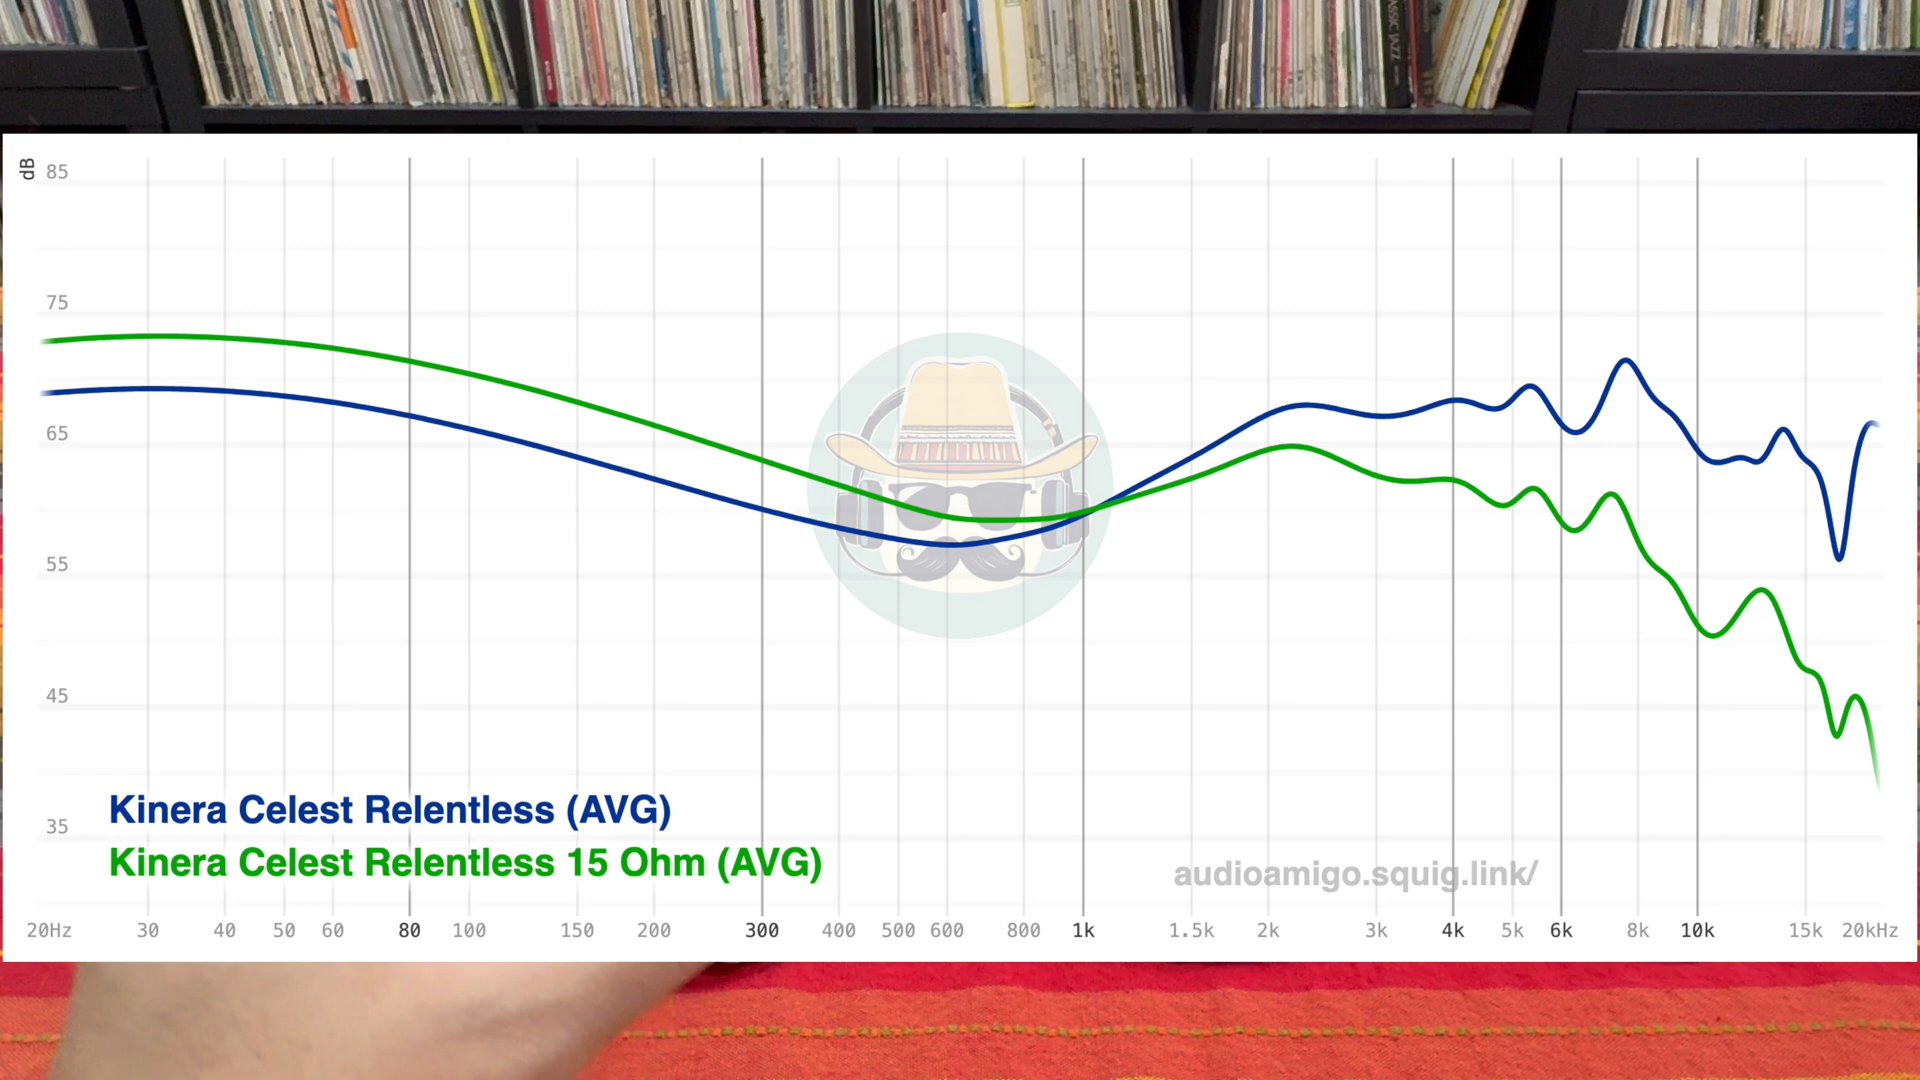 dB
85
75
65
55
45
35
Kinera Celest Relentless (AVG)
Kinera Celest Relentless 15 Ohm (AVG)
audioamigo.squig.link/
20Hz 30 40 50 60 80 100 150 200 300 400 500 600 800 1k 1.5k 2k 3k 4k 5k 6k 8k 10k 15k 20kHz